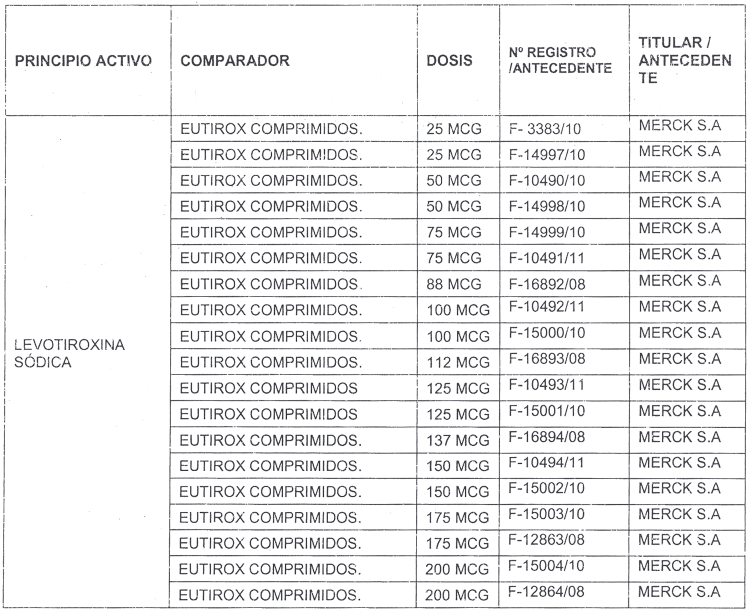 PRINCIPIO ACTIVO COMPARADOR DOSIS Nº REGISTRO /ANTECEDENTE TITULAR / ANTECEDEN TE
EUTIROX COMPRIMIDOS. 25 MCG F- 3383/10 MERCK S.A
EUTIROX COMPRIMIDOS. 25 MCG F-14997/10 MERCK S.A
EUTIROX COMPRIMIDOS. 50 MCG F-10490/10 MERCK S.A
EUTIROX COMPRIMIDOS. 50 MCG F-14998/10 MERCK S.A
EUTIROX COMPRIMIDOS. 75 MCG F-14999/10 MERCK S.A
EUTIROX COMPRIMIDOS. 75 MCG F-10491/11 MERCK S.A
EUTIROX COMPRIMIDOS. 88 MCG F-16892/08 MERCK S.A
EUTIROX COMPRIMIDOS. 100 MCG F-10492/11 MERCK S.A
LEVOTIROXINA SÓDICA
EUTIROX COMPRIMIDOS. 100 MCG F-15000/10 MERCK S.A
EUTIROX COMPRIMIDOS. 112 MCG F-16893/08 MERCK S.A
EUTIROX COMPRIMIDOS 125 MCG F-10493/11 MERCK S.A
EUTIROX COMPRIMIDOS 125 MCG F-15001/10 MERCK S.A
EUTIROX COMPRIMIDOS. 137 MCG F-16894/08 MERCK S.A
EUTIROX COMPRIMIDOS. 150 MCG F-10494/11 MERCK S.A
EUTIROX COMPRIMIDOS. 150 MCG F-15002/10 MERCK S.A
EUTIROX COMPRIMIDOS. 175 MCG F-15003/10 MERCK S.A
EUTIROX COMPRIMIDOS. 175 MCG F-12863/08 MERCK S.A
EUTIROX COMPRIMIDOS. 200 MCG F-15004/10 MERCK S.A
EUTIROX COMPRIMIDOS. 200 MCG F-12864/08 MERCK S.A